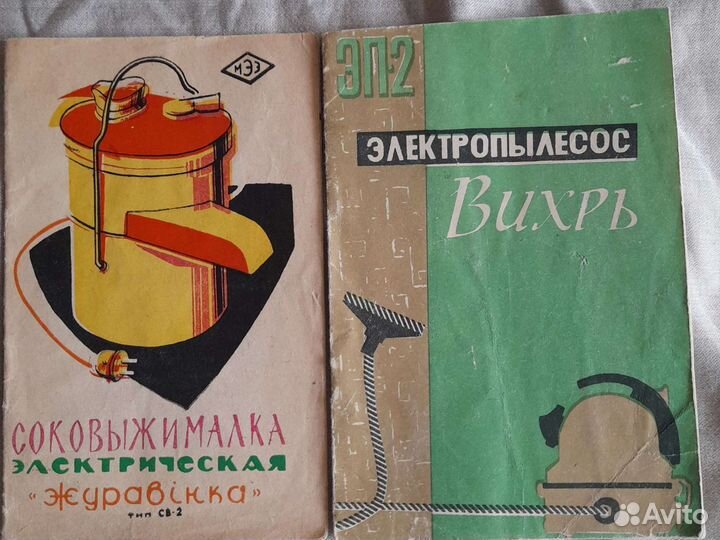 МЭЗ
СОКОВЫЖИМАЛКА
ЭЛЕКТРИЧЕСКАЯ
"Журавінка"
тип СВ-2
ЭП-2
ЭЛЕКТРОПЫЛЕСОС
Вихрь
Avito